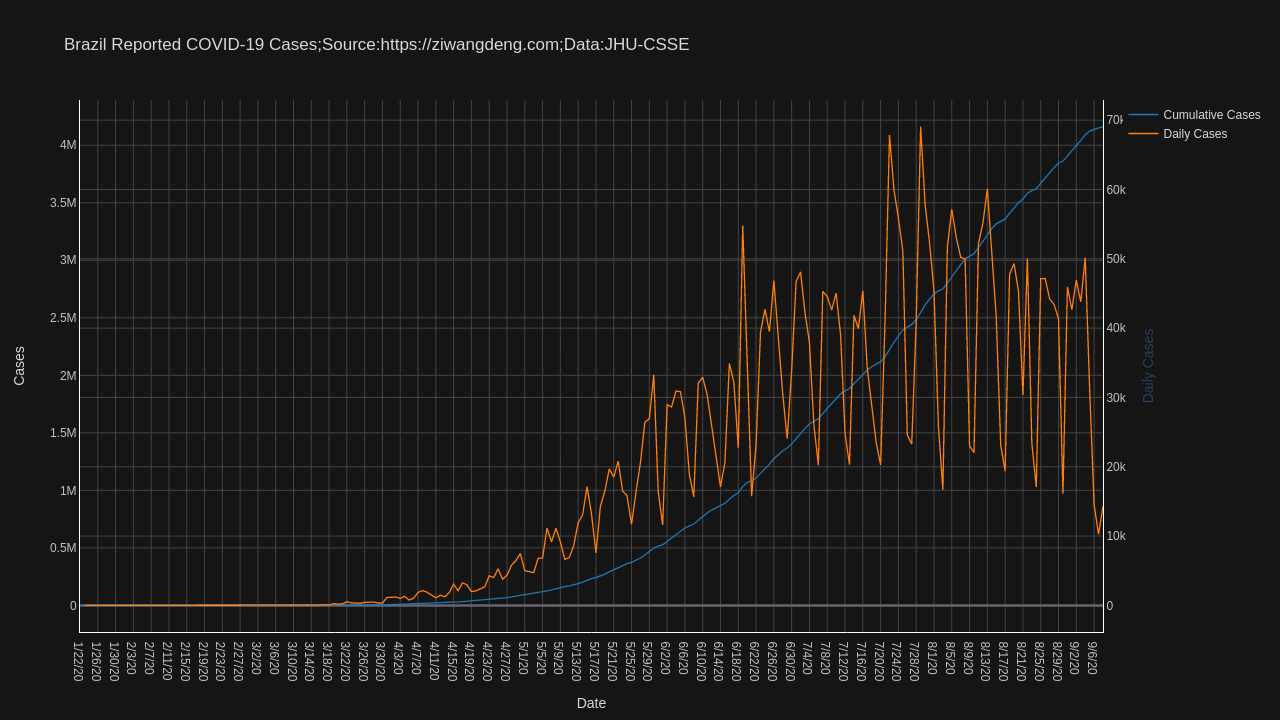 Brazil Reported COVID-19 Cases;Source:https://ziwangdeng.com;Data:JHU-CSSE
Cumulative Cases
Daily Cases
4M
3.5M
3M
2.5M
2M
1.5M
1M
0.5M
0
70k
60k
50k
40k
30k
20k
10k
0
Cases
Daily Cases
1/22/20
1/26/20
1/30/20
2/3/20
2/7/20
2/11/20
2/15/20
2/19/20
2/23/20
2/27/20
3/2/20
3/6/20
3/10/20
3/14/20
3/18/20
3/22/20
3/26/20
3/30/20
4/3/20
4/7/20
4/11/20
4/15/20
4/19/20
4/23/20
4/27/20
5/1/20
5/5/20
5/9/20
5/13/20
5/17/20
5/21/20
5/25/20
5/29/20
6/2/20
6/6/20
6/10/20
6/14/20
6/18/20
6/22/20
6/26/20
6/30/20
7/4/20
7/8/20
7/12/20
7/16/20
7/20/20
7/24/20
7/28/20
8/1/20
8/5/20
8/9/20
8/13/20
8/17/20
8/21/20
8/25/20
8/29/20
9/2/20
9/6/20
Date